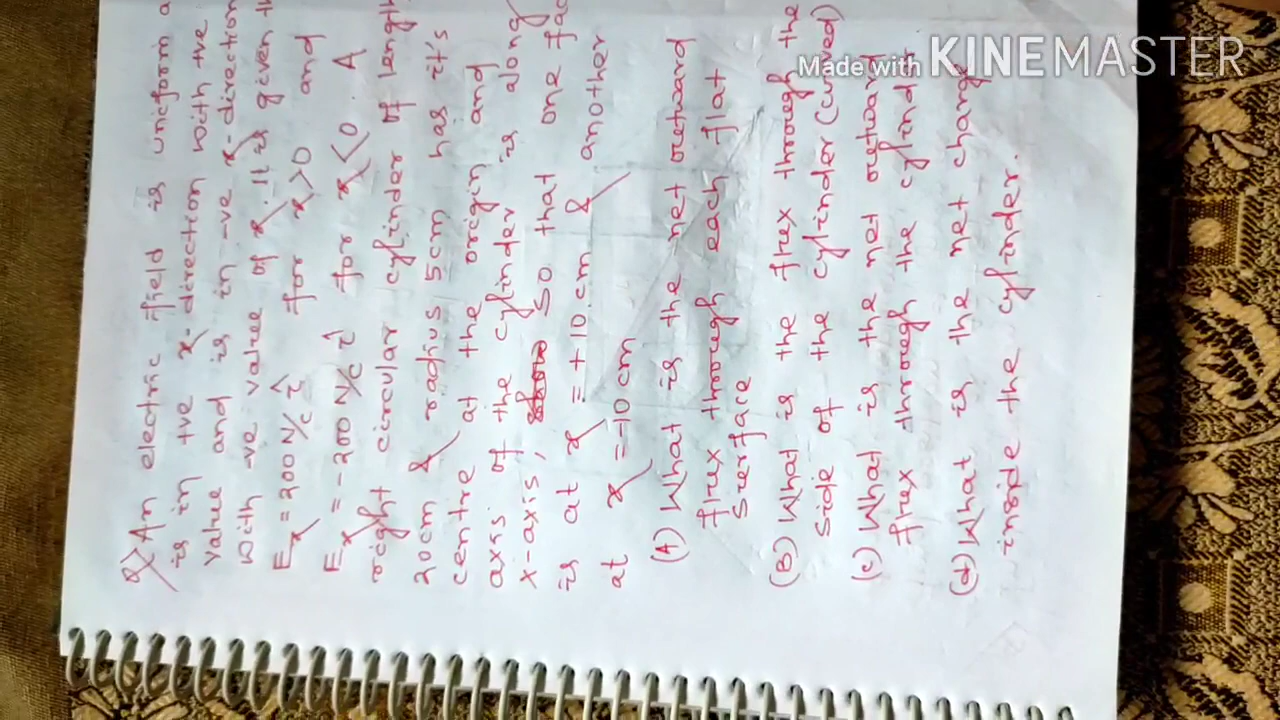 Made with KINEMASTER
Q) An electric field is uniform a
is in +ve x-direction with +ve
value and is in -ve x-direction
with -ve value of x. It is given th
Ex = 200 N/C î for x>0 and
Ex = -200 N/C î for x<0. A
right circular cylinder of length
20cm & radius 5cm has it's
centre at the origin and
axis of the cylinder is along
x-axis, so that one fac
is at x = +10 cm & another
at x = -10 cm
(A) What is the net outward
flux through each flat
surface
(B) What is the flux through the
side of the cylinder (curved)
(c) What is the net outward
flux through the cylinder
(d) What is the net charge
inside the cylinder.